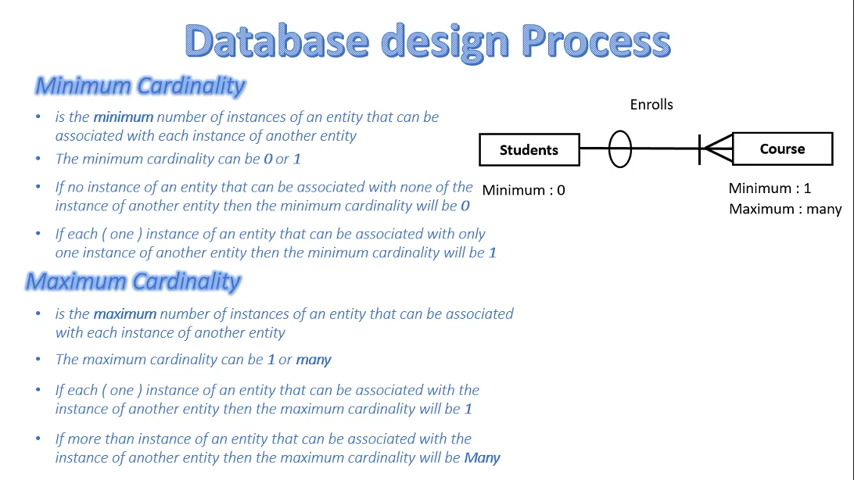 Database design Process
Minimum Cardinality
• is the minimum number of instances of an entity that can be
associated with each instance of another entity
• The minimum cardinality can be 0 or 1
• If no instance of an entity that can be associated with none of the
instance of another entity then the minimum cardinality will be 0
• If each ( one ) instance of an entity that can be associated with only
one instance of another entity then the minimum cardinality will be 1
Maximum Cardinality
• is the maximum number of instances of an entity that can be associated
with each instance of another entity
• The maximum cardinality can be 1 or many
• If each ( one ) instance of an entity that can be associated with the
instance of another entity then the maximum cardinality will be 1
• If more than instance of an entity that can be associated with the
instance of another entity then the maximum cardinality will be Many
Enrolls
Students
Course
Minimum : 0
Minimum : 1
Maximum : many